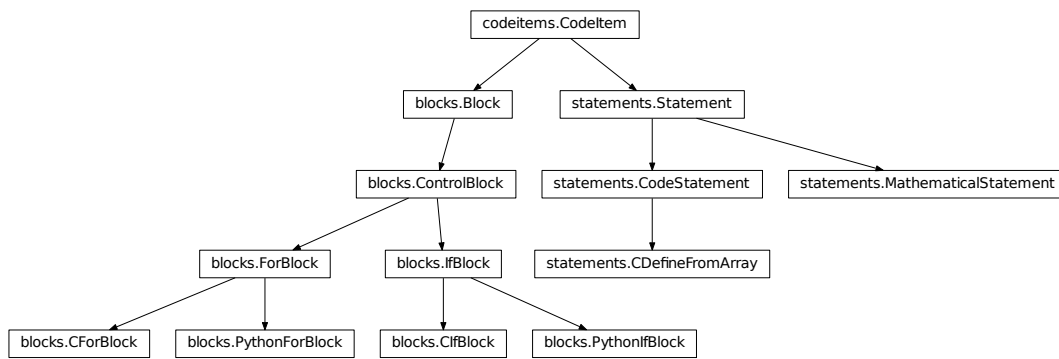 codeitems.CodeItem
blocks.Block
statements.Statement
blocks.ControlBlock
statements.CodeStatement
statements.MathematicalStatement
blocks.ForBlock
blocks.IfBlock
statements.CDefineFromArray
blocks.CForBlock
blocks.PythonForBlock
blocks.CIfBlock
blocks.PythonIfBlock